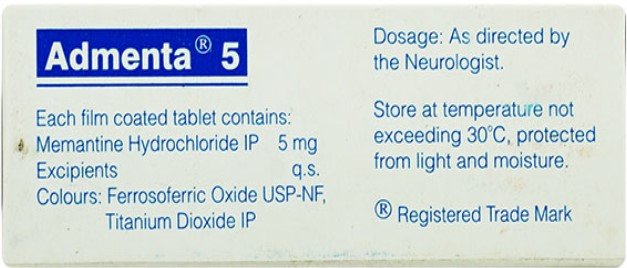 Admenta® 5
Each film coated tablet contains:
Memantine Hydrochloride IP 5 mg
Excipients q.s.
Colours: Ferrosoferric Oxide USP-NF,
Titanium Dioxide IP
Dosage: As directed by
the Neurologist.
Store at temperature not
exceeding 30°C, protected
from light and moisture.
® Registered Trade Mark